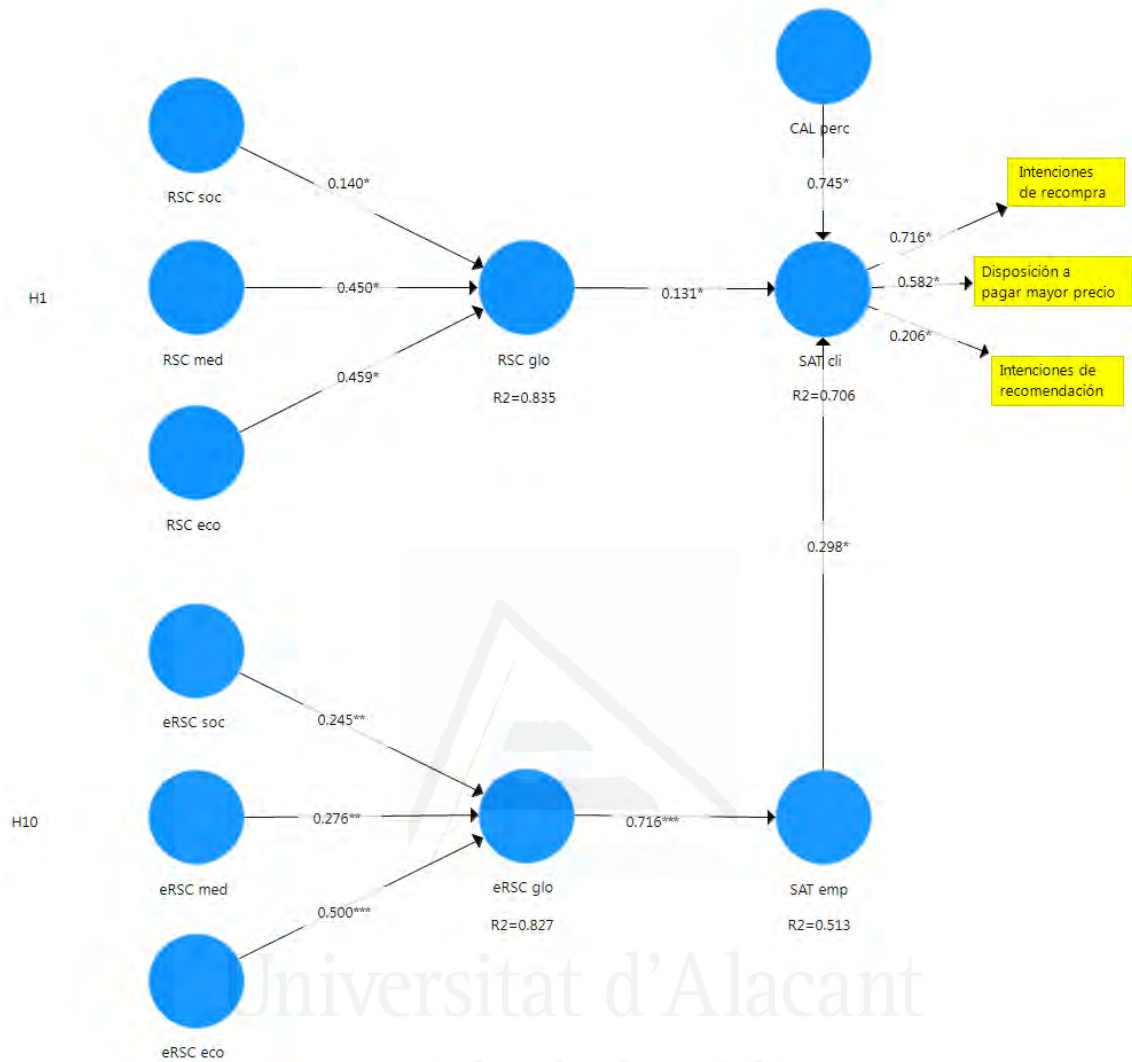 CAL perc
RSC soc
0.140*
0.745*
Intenciones
de recompra
0.716*
H1
0.450*
0.131*
0.582*
Disposición a
pagar mayor precio
0.206*
RSC med
RSC glo
R2=0.835
SAT cli
R2=0.706
Intenciones de
recomendación
0.459*
RSC eco
0.298*
eRSC soc
0.245**
H10
0.276**
0.716***
eRSC med
eRSC glo
R2=0.827
SAT emp
R2=0.513
0.500***
Universitat d'Alacant
eRSC eco